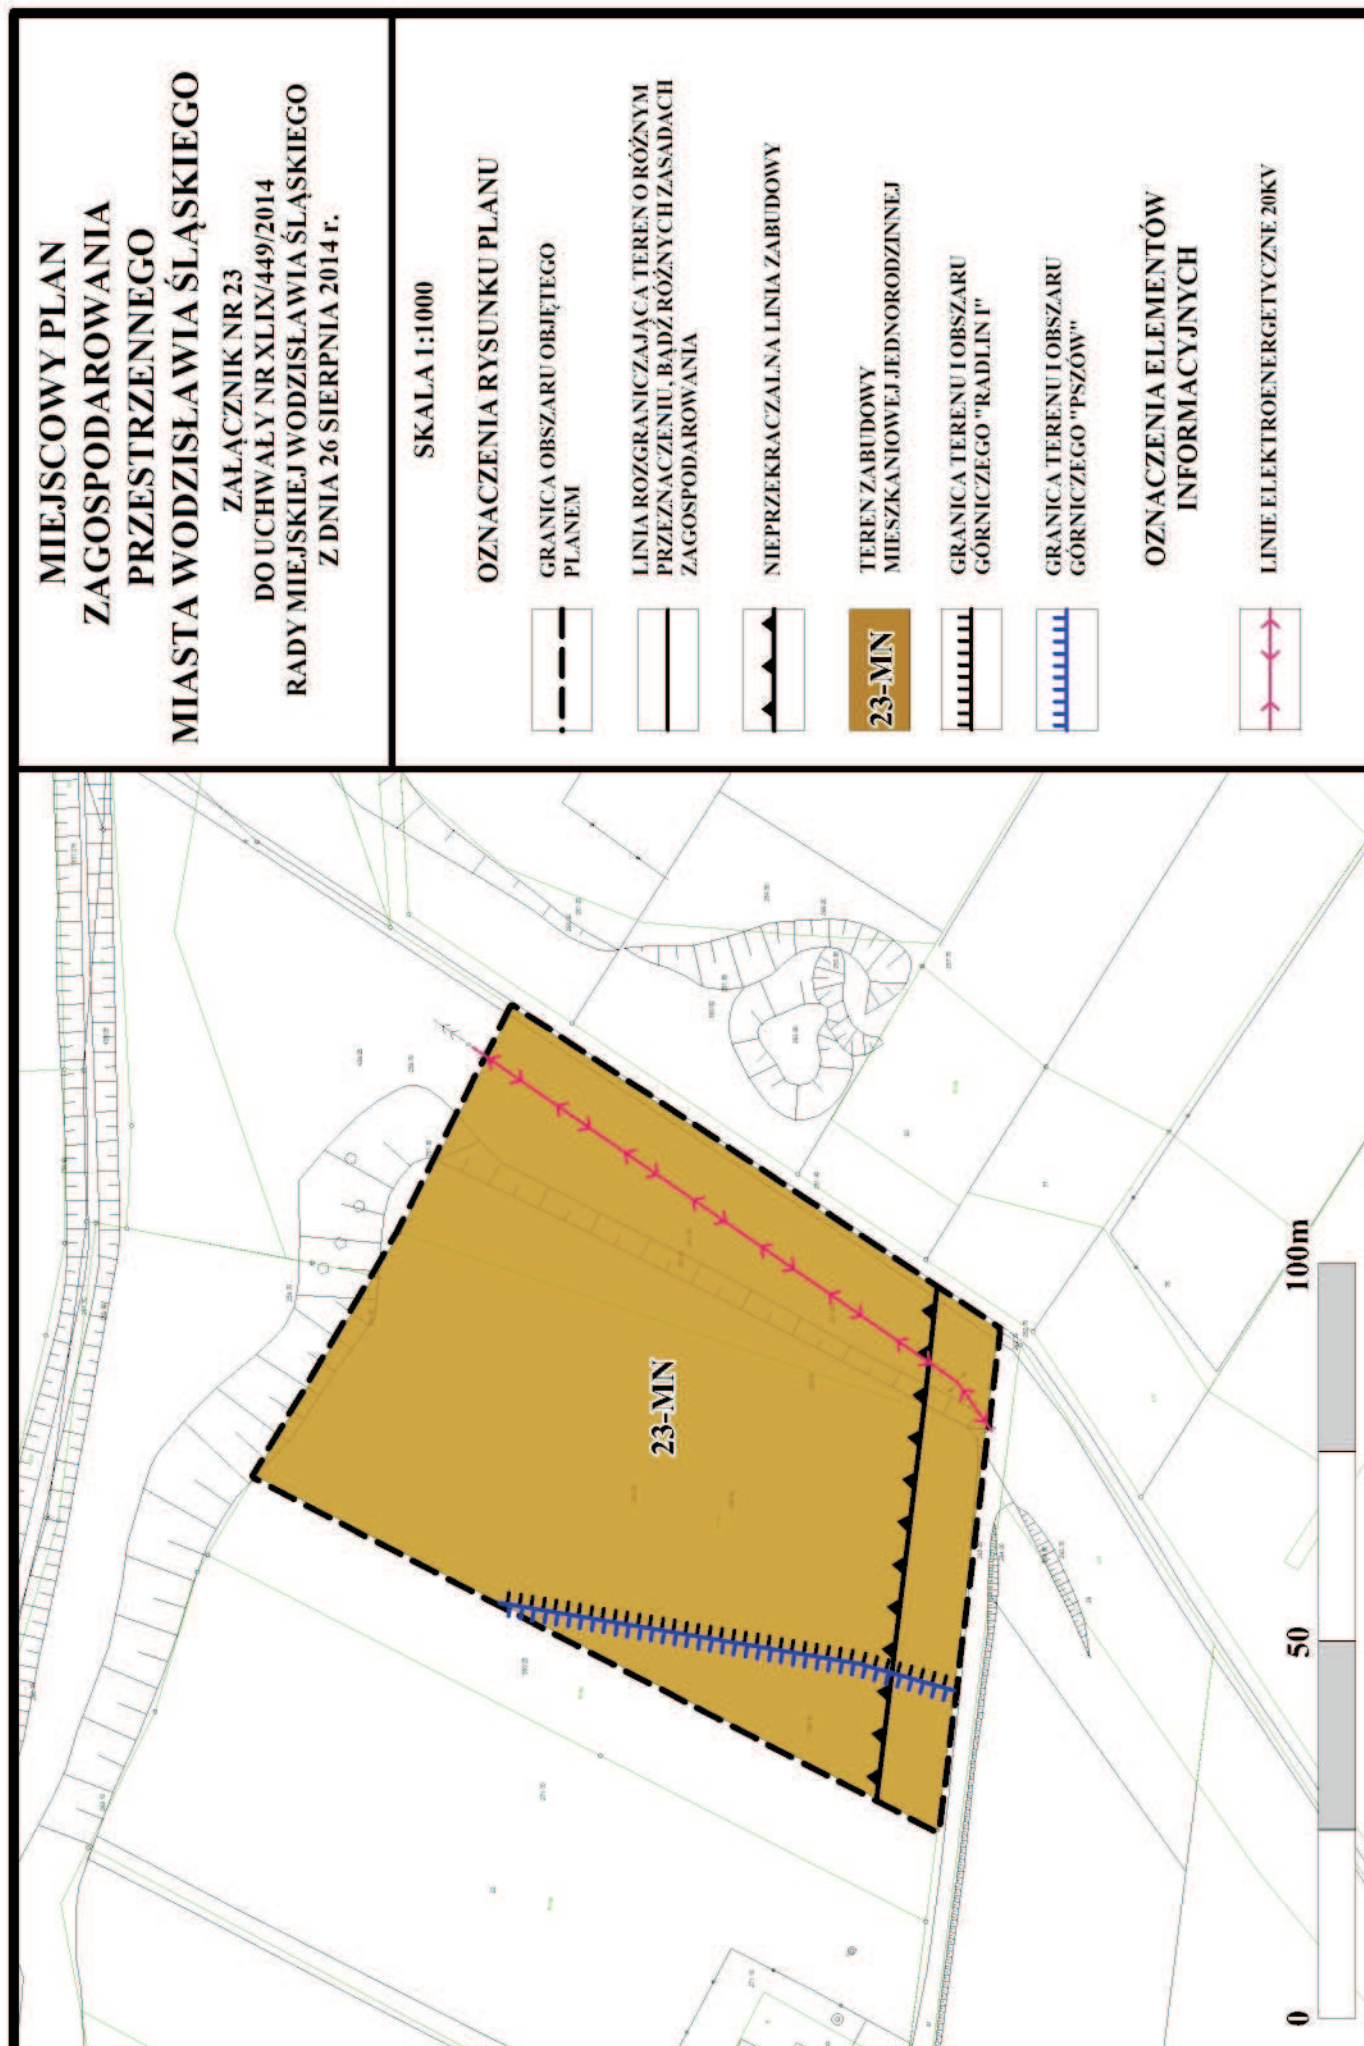 MIEJSCOWY PLAN
ZAGOSPODAROWANIA
PRZESTRZENNEGO
MIASTA WODZISŁAWIA ŚLĄSKIEGO
ZAŁĄCZNIK NR 23
DO UCHWAŁY NR XLIX/449/2014
RADY MIEJSKIEJ WODZISŁAWIA ŚLĄSKIEGO
Z DNIA 26 SIERPNIA 2014 r.
SKALA 1:1000
OZNACZENIA RYSUNKU PLANU
GRANICA OBSZARU OBJĘTEGO
PLANEM
LINIA ROZGRANICZAJĄCA TEREN O RÓŻNYM
PRZEZNACZENIU, BĄDŹ RÓŻNYCH ZASADACH
ZAGOSPODAROWANIA
NIEPRZEKRACZALNA LINIA ZABUDOWY
23-MN
TEREN ZABUDOWY
MIESZKANIOWEJ JEDNORODZINNEJ
GRANICA TERENU I OBSZARU
GÓRNICZEGO "RADLIN I"
GRANICA TERENU I OBSZARU
GÓRNICZEGO "PSZÓW"
OZNACZENIA ELEMENTÓW
INFORMACYJNYCH
LINIE ELEKTROENERGETYCZNE 20KV
23-MN
0
50
100m